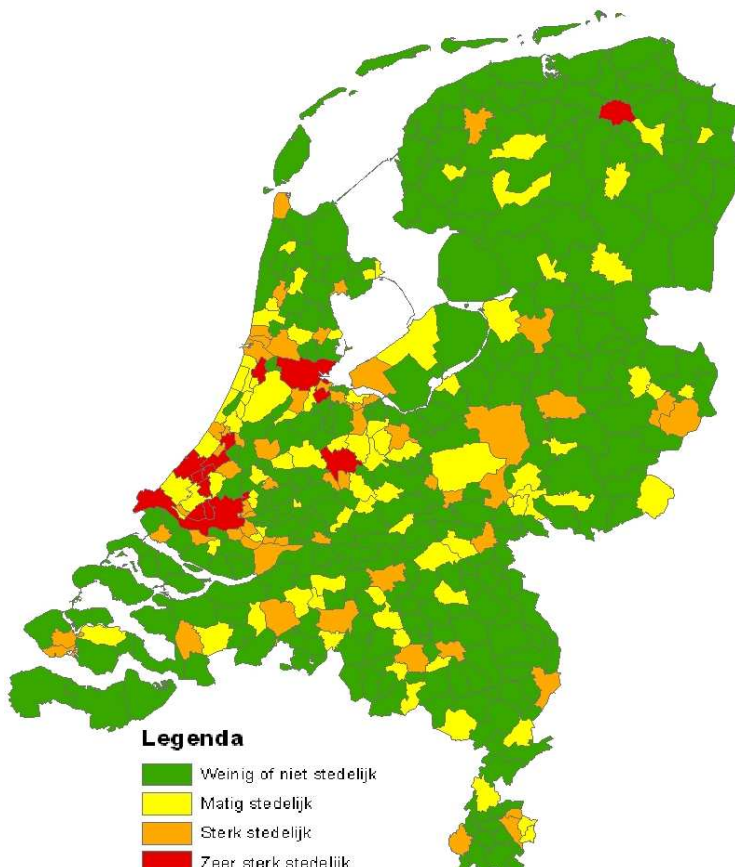 Legenda
Weinig of niet stedelijk
Matig stedelijk
Sterk stedelijk
Zeer sterk stedelijk